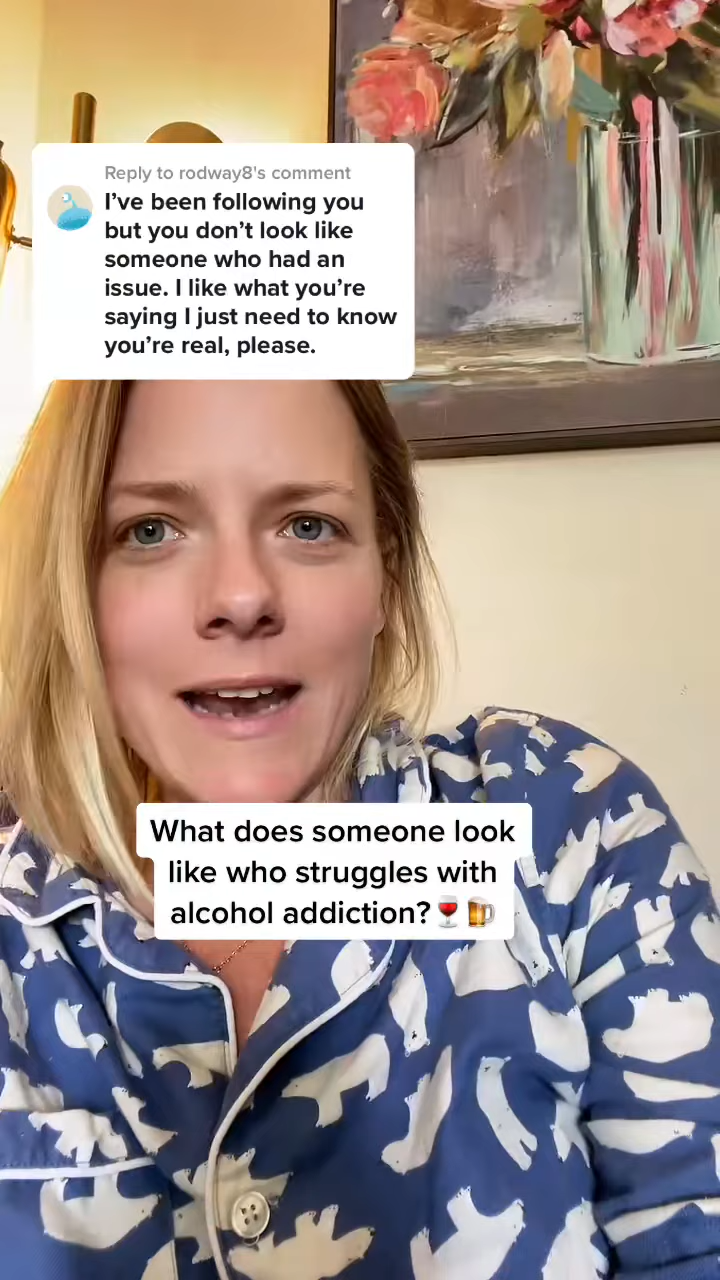 Reply to rodway8's comment
I’ve been following you
but you don’t look like
someone who had an
issue. I like what you’re
saying I just need to know
you’re real, please.
What does someone look
like who struggles with
alcohol addiction?🍷🍺